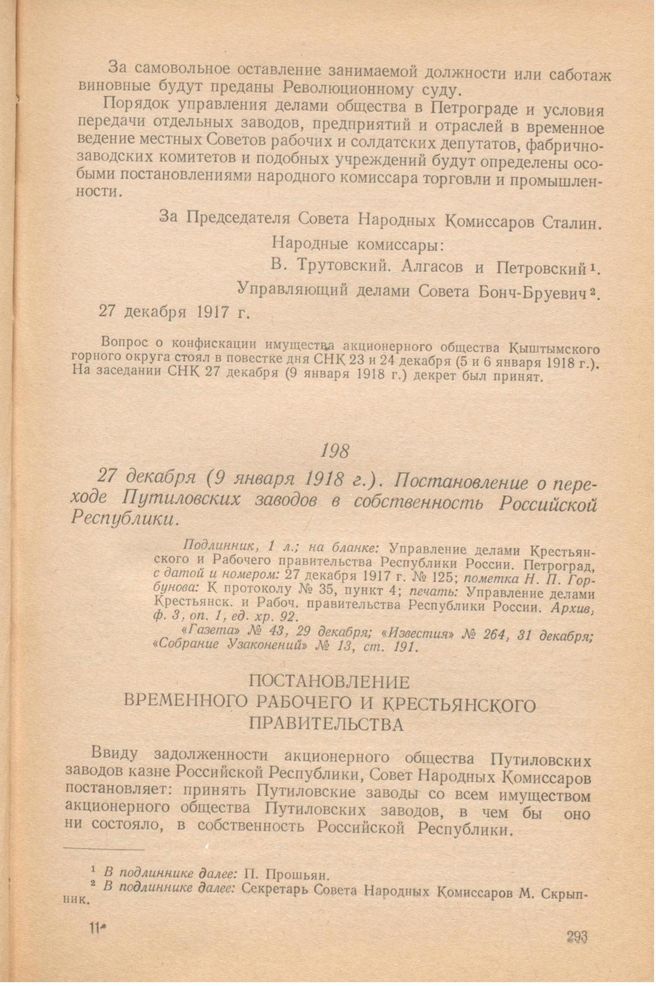 За самовольное оставление занимаемой должности или саботаж
виновные будут преданы Революционному суду.
Порядок управления делами общества в Петрограде и условия
передачи отдельных заводов, предприятий и отраслей в временное
ведение местных Советов рабочих и солдатских депутатов, фабрично-
заводских комитетов и подобных учреждений будут определены осо-
быми постановлениями народного комиссара торговли и промышлен-
ности.
За Председателя Совета Народных Комиссаров Сталин.
Народные комиссары:
В. Трутовский. Алгасов и Петровский¹.
Управляющий делами Совета Бонч-Бруевич².
27 декабря 1917 г.
Вопрос о конфискации имущества акционерного общества Кыштымского
горного округа стоял в повестке дня СНК 23 и 24 декабря (5 и 6 января 1918 г.).
На заседании СНК 27 декабря (9 января 1918 г.) декрет был принят.
198
27 декабря (9 января 1918 г.). Постановление о пере-
ходе Путиловских заводов в собственность Российской
Республики.
Подлинник, 1 л.; на бланке: Управление делами Крестьян-
ского и Рабочего правительства Республики России. Петроград,
с датой и номером: 27 декабря 1917 г. № 125; пометка Н. П. Гор-
бунова: К протоколу № 35, пункт 4; печать: Управление делами
Крестьянск. и Рабоч. правительства Республики России. Архив,
ф. 3, оп. 1, ед. хр. 92.
«Газета» № 43, 29 декабря; «Известия» № 264, 31 декабря;
«Собрание Узаконений» № 13, ст. 191.
ПОСТАНОВЛЕНИЕ
ВРЕМЕННОГО РАБОЧЕГО И КРЕСТЬЯНСКОГО
ПРАВИТЕЛЬСТВА
Ввиду задолженности акционерного общества Путиловских
заводов казне Российской Республики, Совет Народных Комиссаров
постановляет: принять Путиловские заводы со всем имуществом
акционерного общества Путиловских заводов, в чем бы оно
ни состояло, в собственность Российской Республики.
¹ В подлиннике далее: П. Прошьян.
² В подлиннике далее: Секретарь Совета Народных Комиссаров М. Скрып-
ник.
11*
293